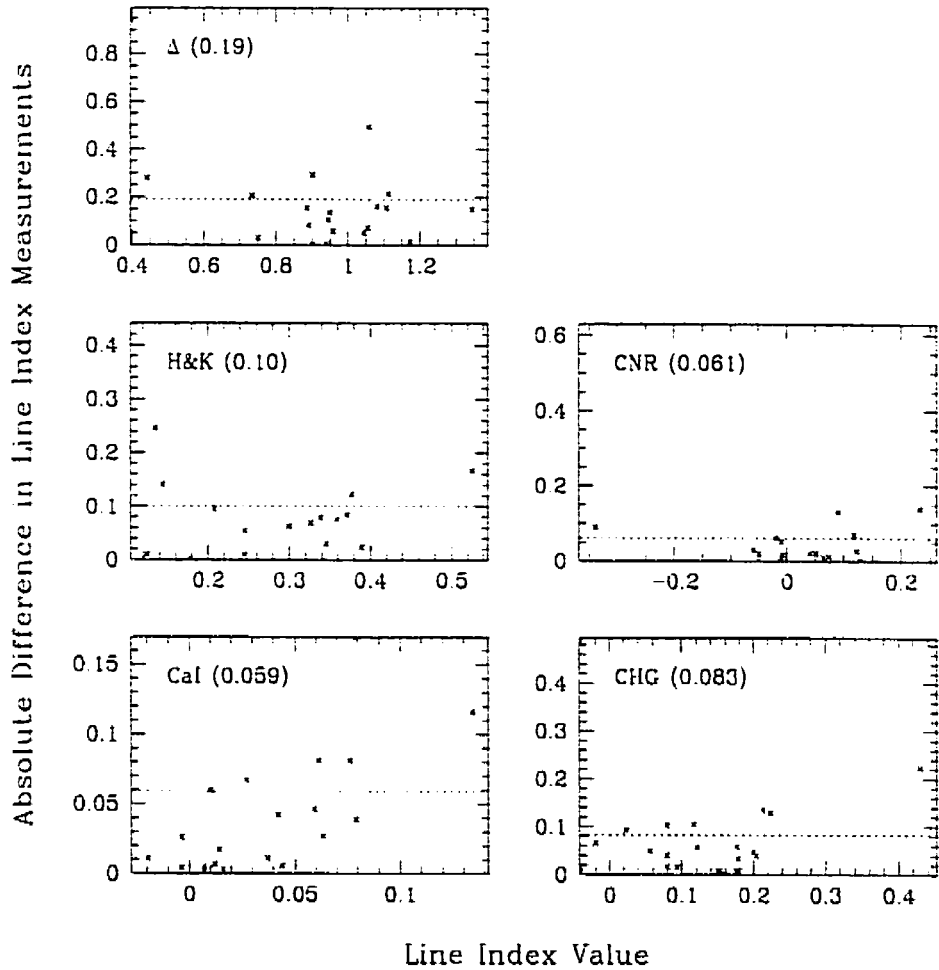 Absolute Difference in Line Index Measurements
Δ (0.19)
0.8
0.6
0.4
0.2
0
0.4 0.6 0.8 1 1.2
H&K (0.10)
0.4
0.3
0.2
0.1
0
0.2 0.3 0.4 0.5
CNR (0.061)
0.6
0.4
0.2
0
−0.2 0 0.2
CaI (0.059)
0.15
0.1
0.05
0
0 0.05 0.1
CHG (0.083)
0.4
0.3
0.2
0.1
0
0 0.1 0.2 0.3 0.4
Line Index Value